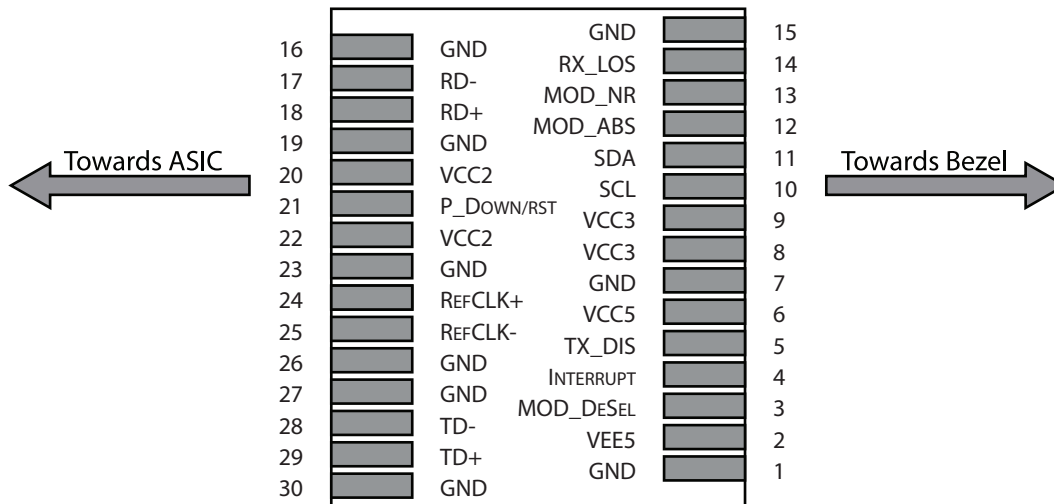 GND 15
16 GND
RX_LOS 14
17 RD-
MOD_NR 13
18 RD+
MOD_ABS 12
19 GND
Towards ASIC
SDA 11
Towards Bezel
20 VCC2
SCL 10
21 P_DOWN/RST
VCC3 9
22 VCC2
VCC3 8
23 GND
GND 7
24 REFCLK+
VCC5 6
25 REFCLK-
TX_DIS 5
26 GND
INTERRUPT 4
27 GND
MOD_DESEL 3
28 TD-
VEE5 2
29 TD+
GND 1
30 GND